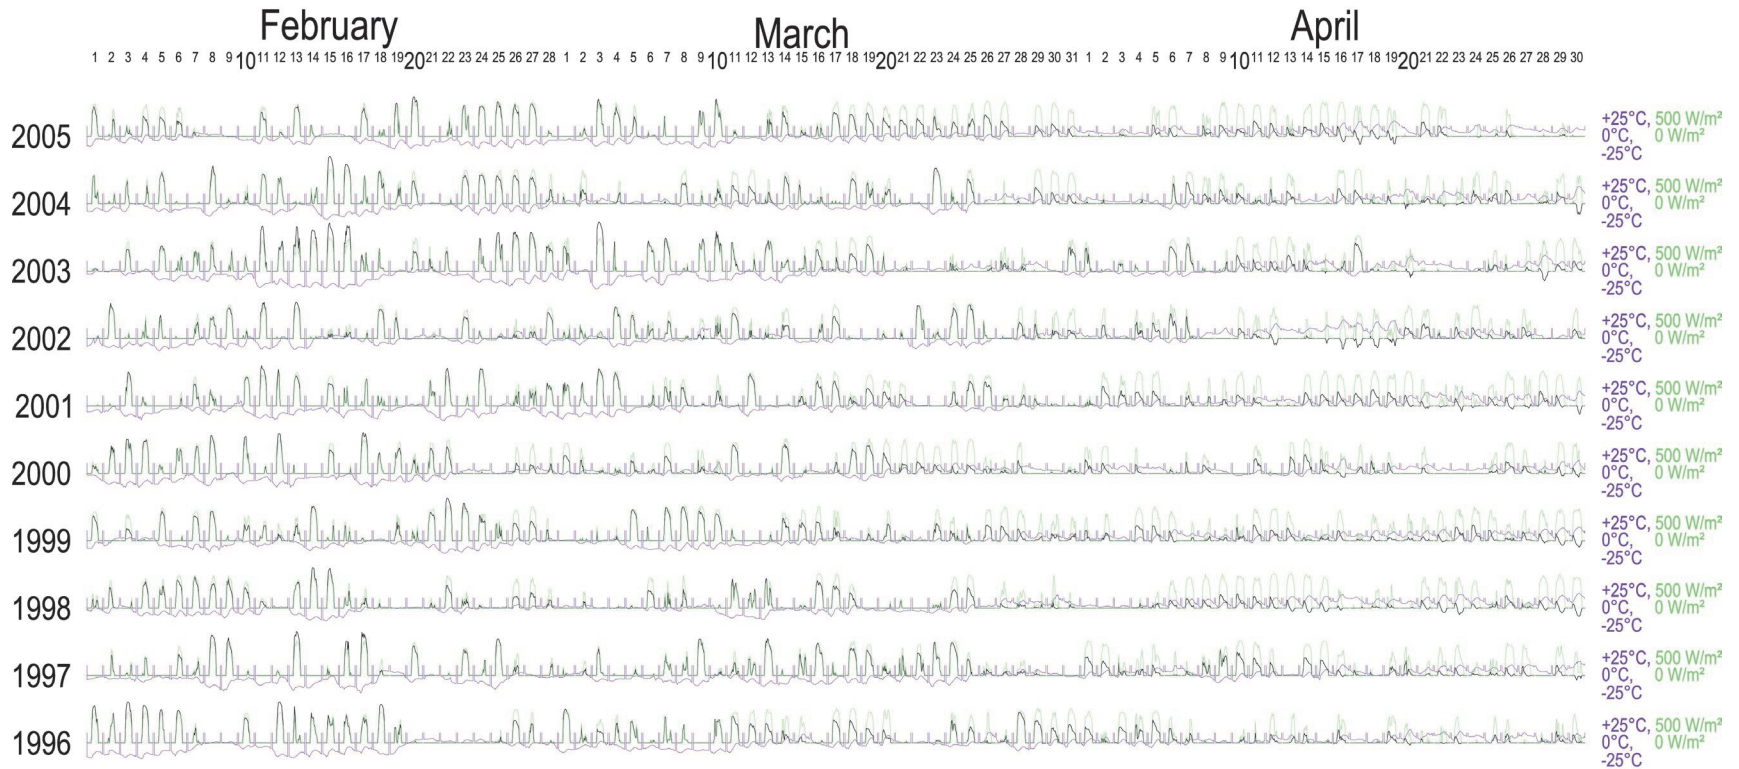 February March April
1 2 3 4 5 6 7 8 9 10 11 12 13 14 15 16 17 18 19 20 21 22 23 24 25 26 27 28 1 2 3 4 5 6 7 8 9 10 11 12 13 14 15 16 17 18 19 20 21 22 23 24 25 26 27 28 29 30 31 1 2 3 4 5 6 7 8 9 10 11 12 13 14 15 16 17 18 19 20 21 22 23 24 25 26 27 28 29 30
2005 +25°C, 500 W/m²
0°C, 0 W/m²
-25°C
2004 +25°C, 500 W/m²
0°C, 0 W/m²
-25°C
2003 +25°C, 500 W/m²
0°C, 0 W/m²
-25°C
2002 +25°C, 500 W/m²
0°C, 0 W/m²
-25°C
2001 +25°C, 500 W/m²
0°C, 0 W/m²
-25°C
2000 +25°C, 500 W/m²
0°C, 0 W/m²
-25°C
1999 +25°C, 500 W/m²
0°C, 0 W/m²
-25°C
1998 +25°C, 500 W/m²
0°C, 0 W/m²
-25°C
1997 +25°C, 500 W/m²
0°C, 0 W/m²
-25°C
1996 +25°C, 500 W/m²
0°C, 0 W/m²
-25°C